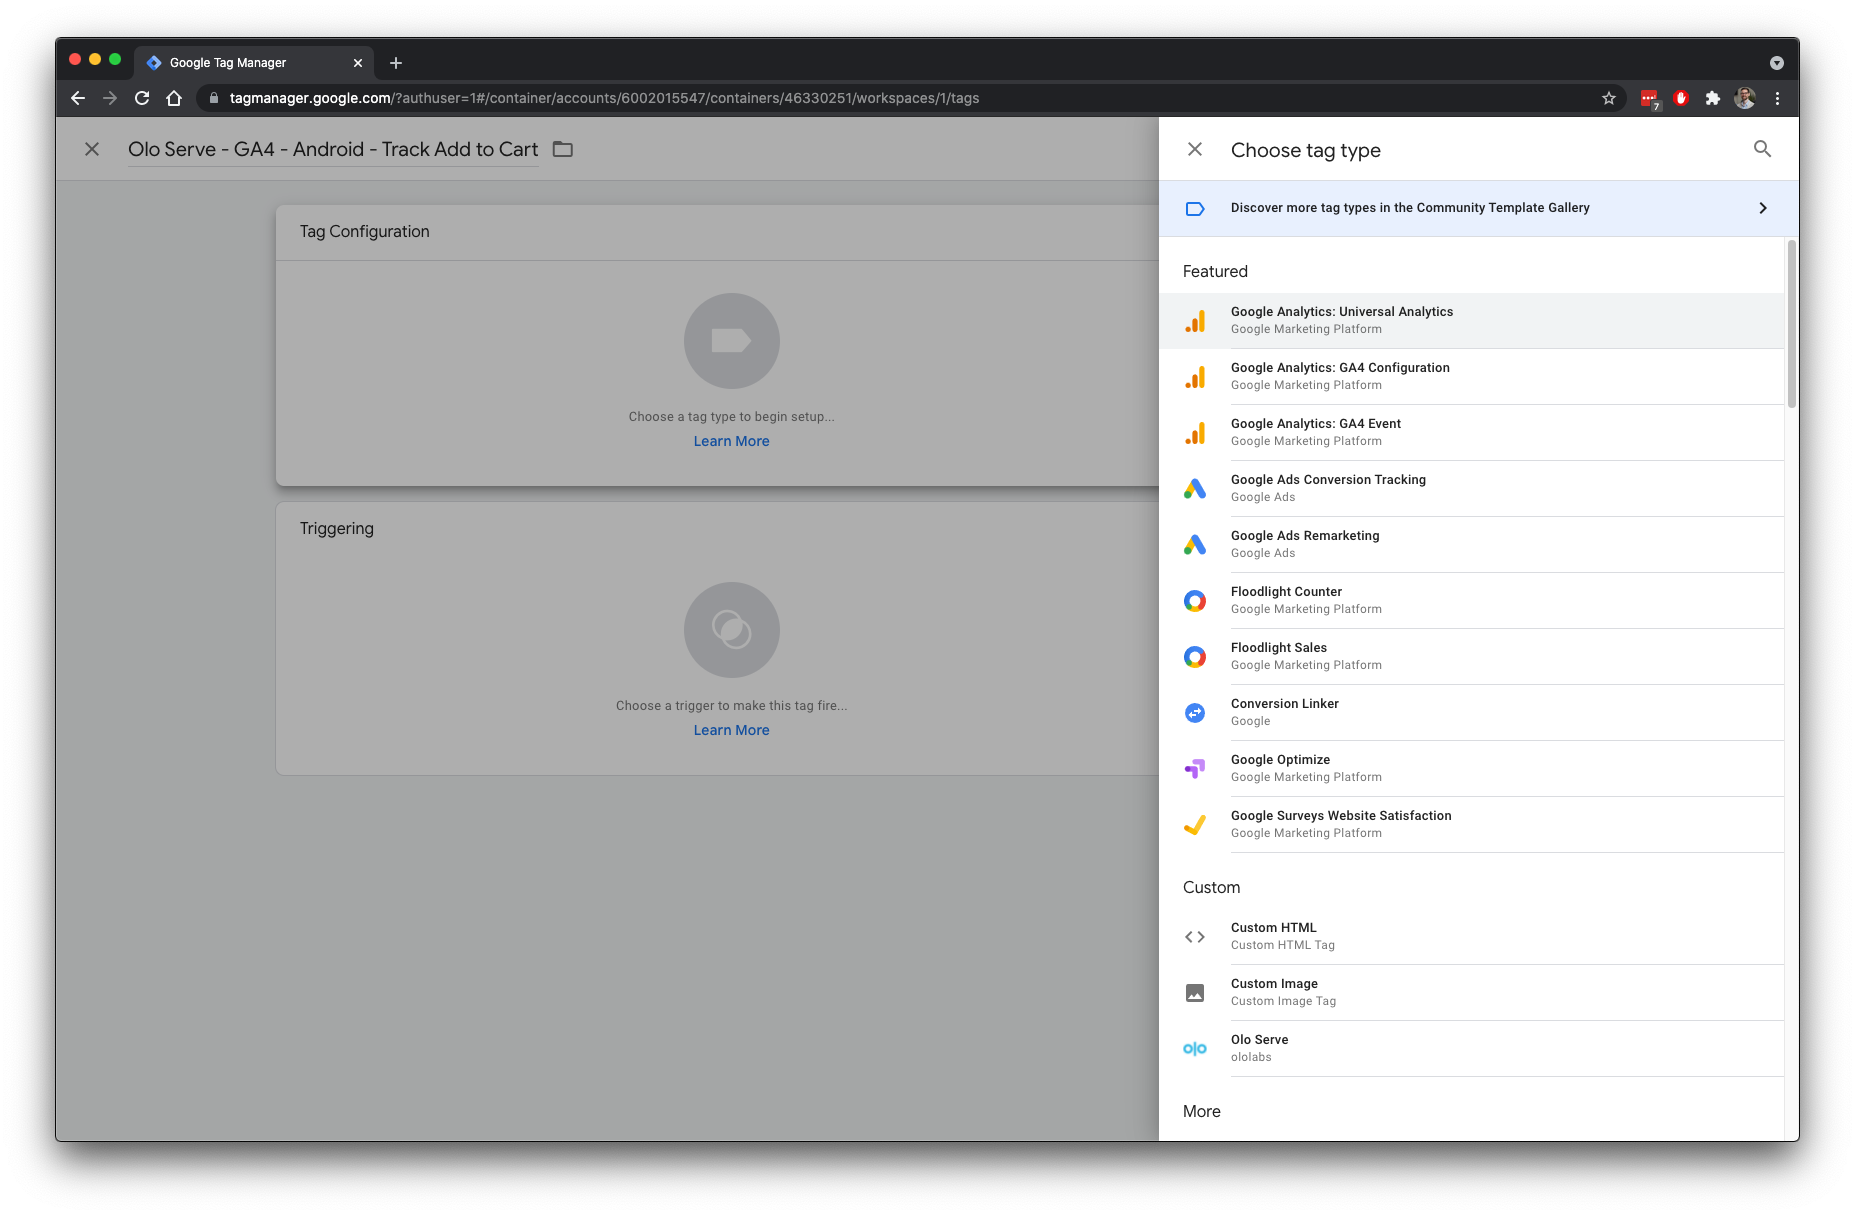 Google Tag Manager
tagmanager.google.com/?authuser=1#/container/accounts/6002015547/containers/46330251/workspaces/1/tags
7
Olo Serve - GA4 - Android - Track Add to Cart
Tag Configuration
Choose a tag type to begin setup...
Learn More
Triggering
Choose a trigger to make this tag fire...
Learn More
Choose tag type
Discover more tag types in the Community Template Gallery
Featured
Google Analytics: Universal Analytics
Google Marketing Platform
Google Analytics: GA4 Configuration
Google Marketing Platform
Google Analytics: GA4 Event
Google Marketing Platform
Google Ads Conversion Tracking
Google Ads
Google Ads Remarketing
Google Ads
Floodlight Counter
Google Marketing Platform
Floodlight Sales
Google Marketing Platform
Conversion Linker
Google
Google Optimize
Google Marketing Platform
Google Surveys Website Satisfaction
Google Marketing Platform
Custom
Custom HTML
Custom HTML Tag
Custom Image
Custom Image Tag
olo
Olo Serve
ololabs
More